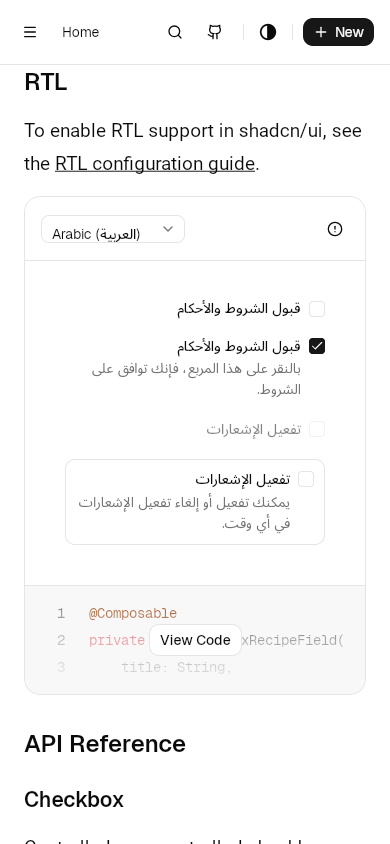 Home
New
RTL
To enable RTL support in shadcn/ui, see
the RTL configuration guide.
Arabic (العربية)
قبول الشروط والأحكام
قبول الشروط والأحكام
بالنقر على هذا المربع، فإنك توافق على
الشروط.
تفعيل الإشعارات
تفعيل الإشعارات
يمكنك تفعيل أو إلغاء تفعيل الإشعارات
في أي وقت.
1 @Composable
2 private View Code xRecipeField(
3 title: String,
API Reference
Checkbox